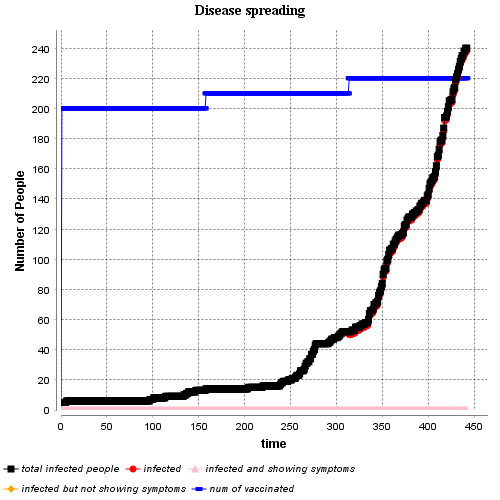 Disease spreading
Number of People
240
220
200
180
160
140
120
100
80
60
40
20
0
0 50 100 150 200 250 300 350 400 450
time
total infected people infected infected and showing symptoms
infected but not showing symptoms num of vaccinated